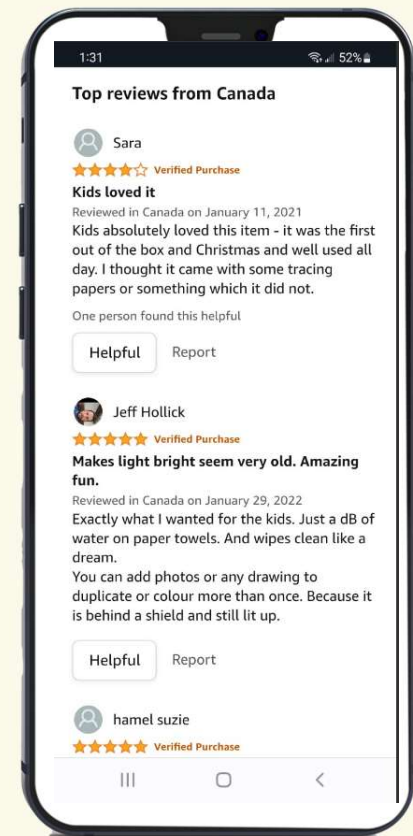 1:31 52%
Top reviews from Canada
Sara
Verified Purchase
Kids loved it
Reviewed in Canada on January 11, 2021
Kids absolutely loved this item - it was the first
out of the box and Christmas and well used all
day. I thought it came with some tracing
papers or something which it did not.
One person found this helpful
Helpful Report
Jeff Hollick
Verified Purchase
Makes light bright seem very old. Amazing
fun.
Reviewed in Canada on January 29, 2022
Exactly what I wanted for the kids. Just a dB of
water on paper towels. And wipes clean like a
dream.
You can add photos or any drawing to
duplicate or colour more than once. Because it
is behind a shield and still lit up.
Helpful Report
hamel suzie
Verified Purchase